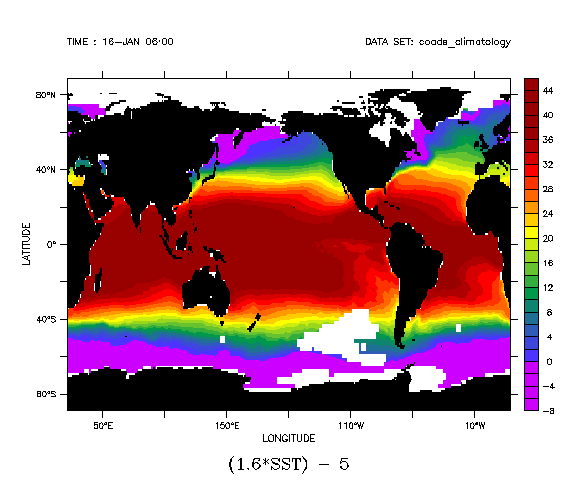 TIME : 16-JAN 06:00 DATA SET: coads_climatology
80°N
40°N
0°
40°S
80°S
LATITUDE
50°E 150°E 110°W 10°W
LONGITUDE
44
40
36
32
28
24
20
16
12
8
4
0
-4
-8
(1.6*SST) - 5